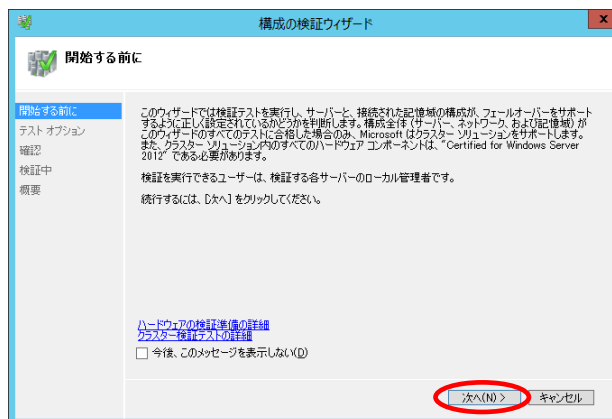 構成の検証ウィザード
x
開始する前に
開始する前に
テスト オプション
確認
検証中
概要
このウィザードでは検証テストを実行し、サーバーと、接続された記憶域の構成が、フェールオーバーをサポート
するように正しく設定されているかどうかを判断します。構成全体 (サーバー、ネットワーク、および記憶域) が
このウィザードのすべてのテストに合格した場合のみ、Microsoft はクラスター ソリューションをサポートします。
また、クラスター ソリューション内のすべてのハードウェア コンポーネントは、"Certified for Windows Server
2012" である必要があります。
検証を実行できるユーザーは、検証する各サーバーのローカル管理者です。
続行するには、[次へ] をクリックしてください。
ハードウェアの検証準備の詳細
クラスター検証テストの詳細
今後、このメッセージを表示しない(D)
次へ(N) >
キャンセル